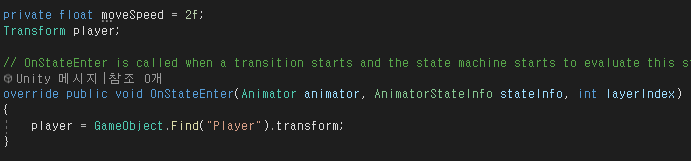 private float moveSpeed = 2f;
Transform player;
// OnStateEnter is called when a transition starts and the state machine starts to evaluate this
Unity 메시지|참조 0개
override public void OnStateEnter(Animator animator, AnimatorStateInfo stateInfo, int layerIndex)
{
player = GameObject.Find("Player").transform;
}